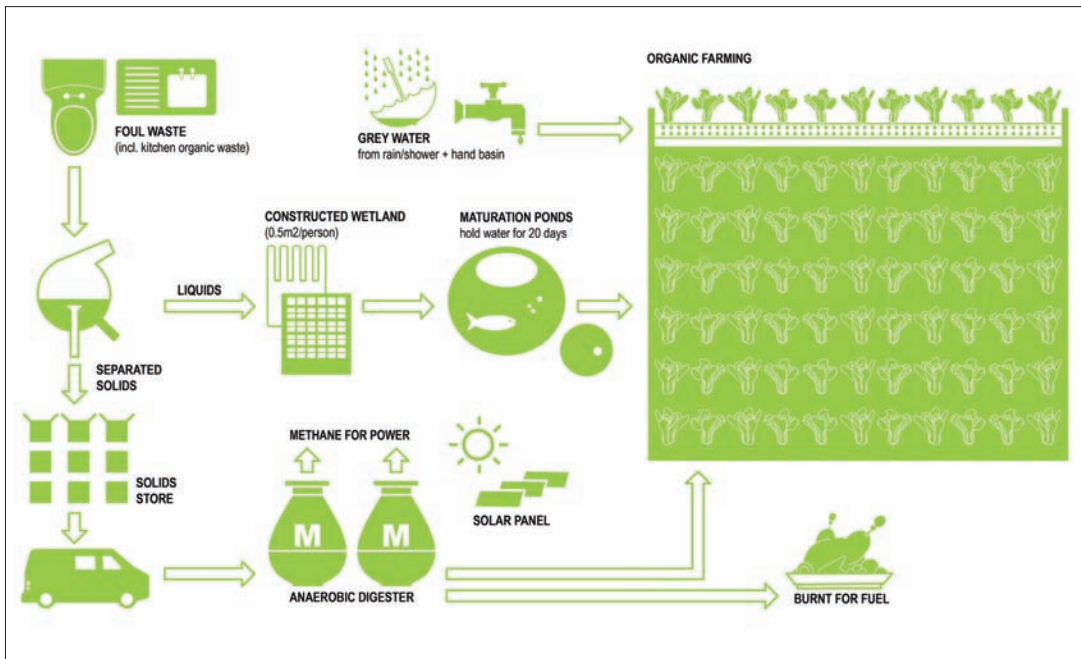 ORGANIC FARMING
FOUL WASTE
(incl. kitchen organic waste)
GREY WATER
from rain/shower + hand basin
CONSTRUCTED WETLAND
(0.5m2/person)
MATURATION PONDS
hold water for 20 days
LIQUIDS
SEPARATED
SOLIDS
METHANE FOR POWER
SOLIDS
STORE
M
M
SOLAR PANEL
ANAEROBIC DIGESTER
BURNT FOR FUEL